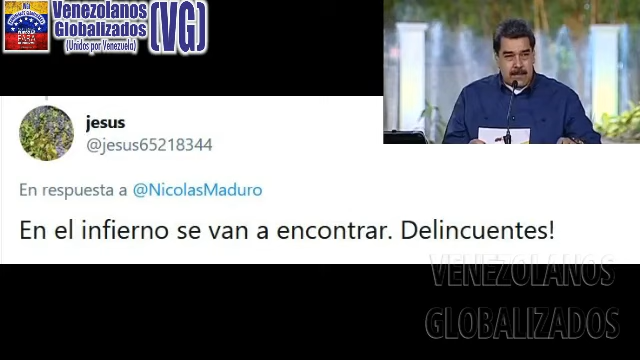 Venezolanos
Globalizados
(Unidos por Venezuela)
(VG)
jesus
@jesus65218344
En respuesta a @NicolasMaduro
En el infierno se van a encontrar. Delincuentes!
VENEZOLANOS
GLOBALIZADOS